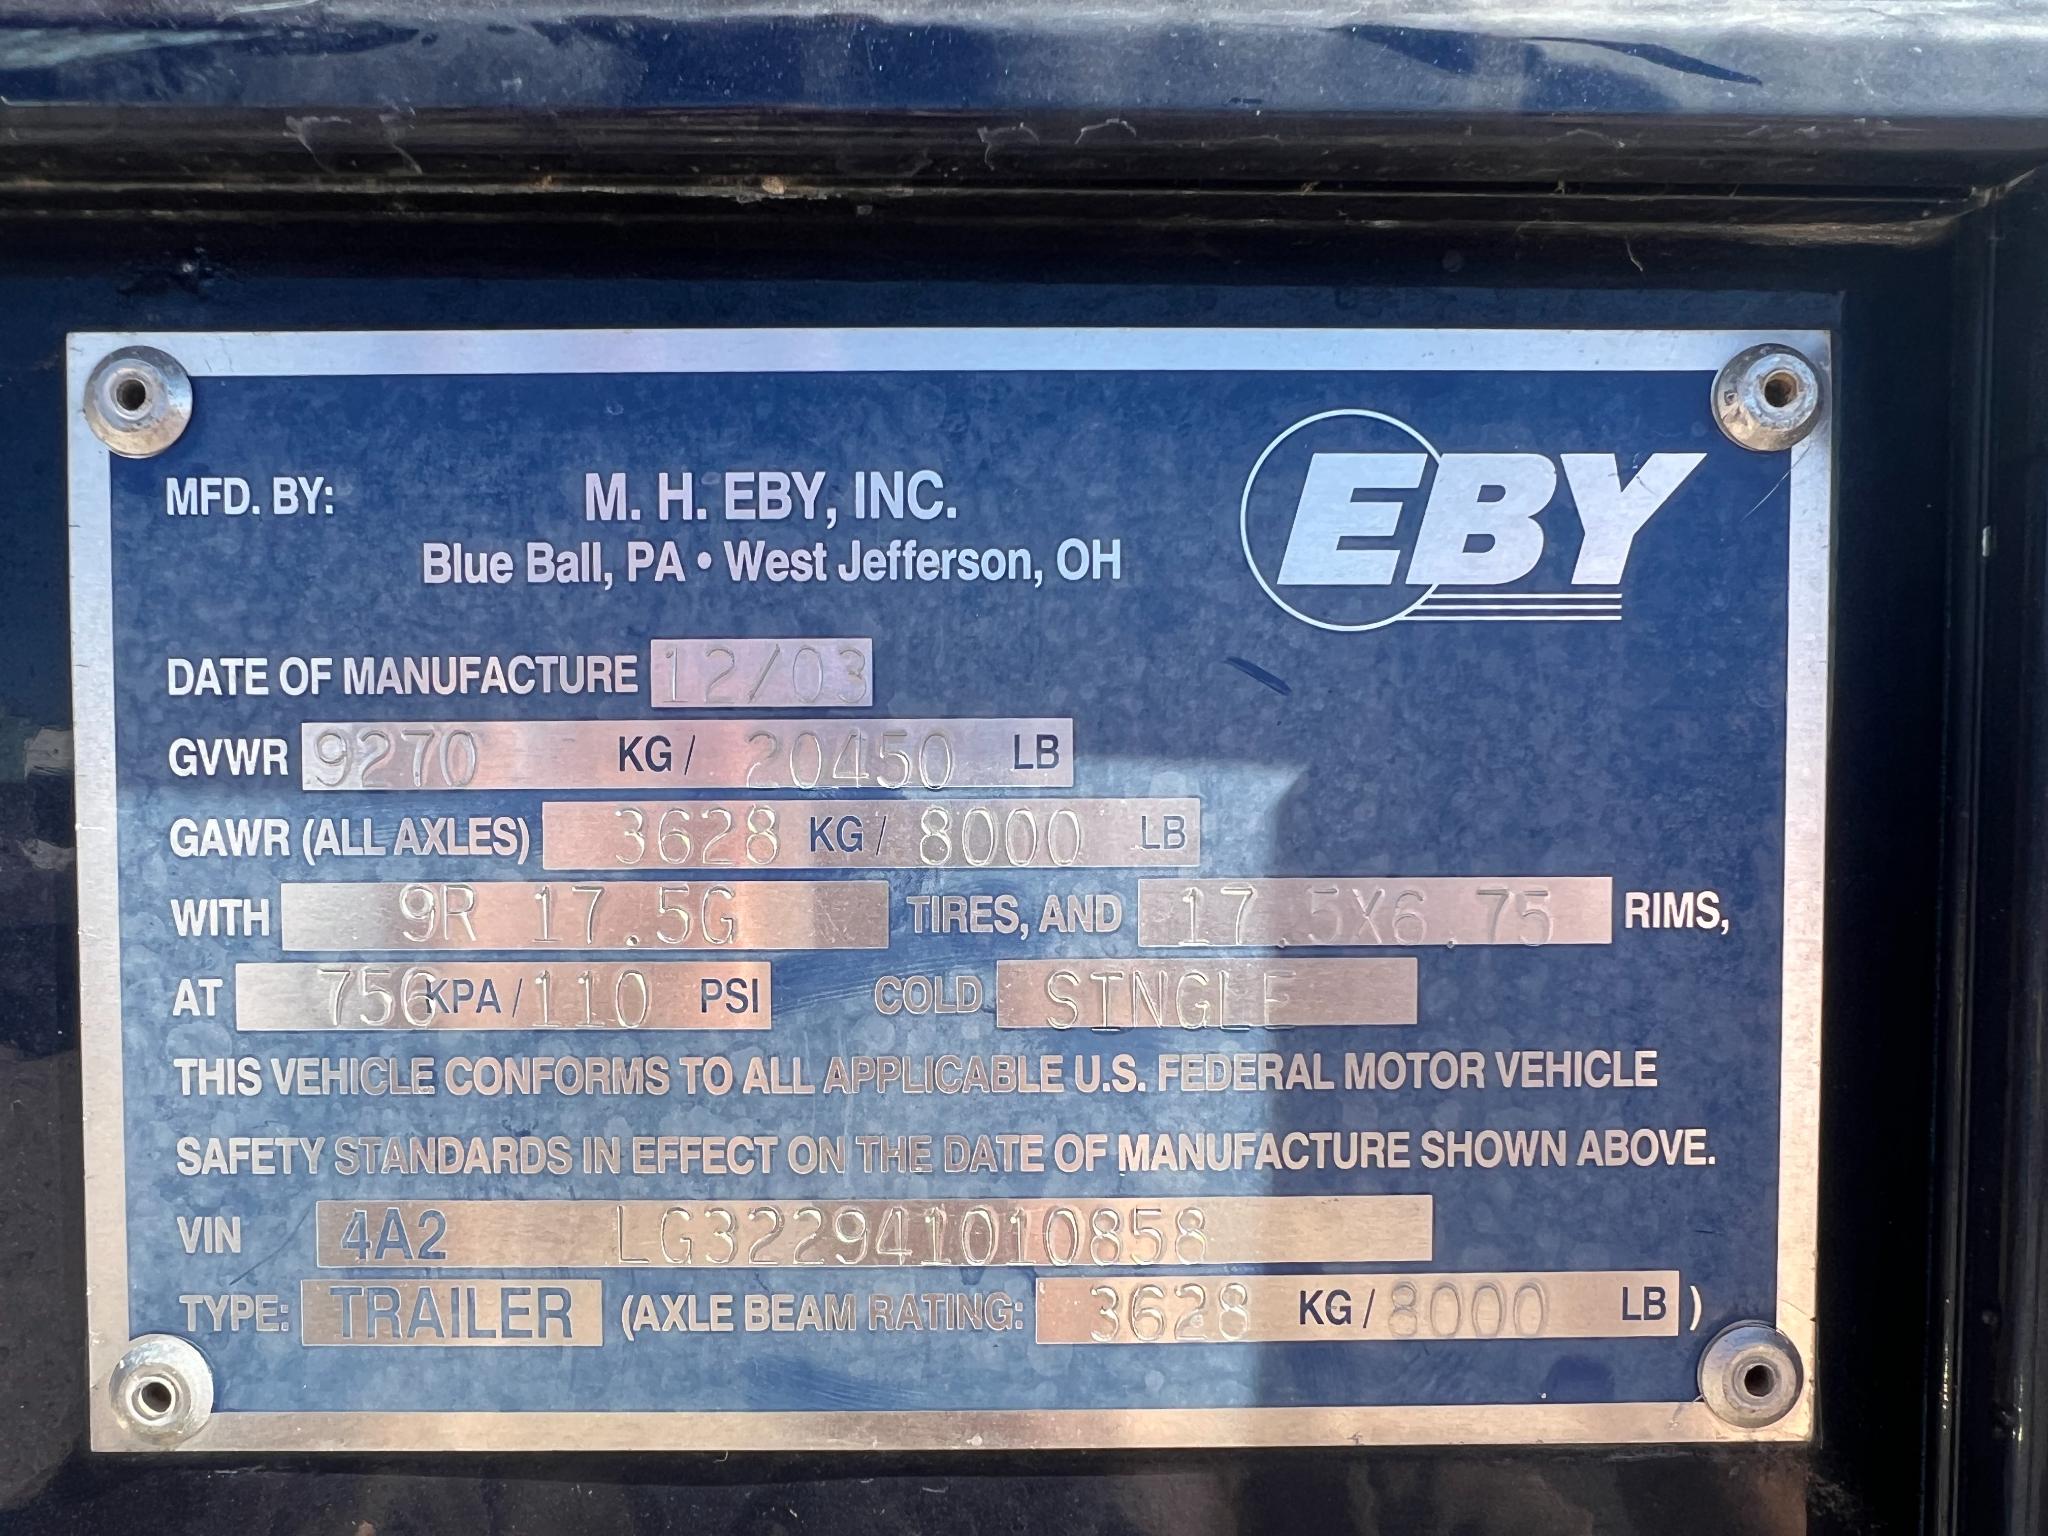 MFD. BY: M. H. EBY, INC. EBY
Blue Ball, PA • West Jefferson, OH
DATE OF MANUFACTURE 12/03
GVWR 9270 KG/ 20450 LB
GAWR (ALL AXLES) 3628 KG/ 8000 LB
WITH 9R 17.5G TIRES, AND 17.5X6.75 RIMS,
AT 756 KPA/110 PSI COLD SINGLE
THIS VEHICLE CONFORMS TO ALL APPLICABLE U.S. FEDERAL MOTOR VEHICLE
SAFETY STANDARDS IN EFFECT ON THE DATE OF MANUFACTURE SHOWN ABOVE.
VIN 4A2 LG322941010858
TYPE: TRAILER (AXLE BEAM RATING: 3628 KG/8000 LB)